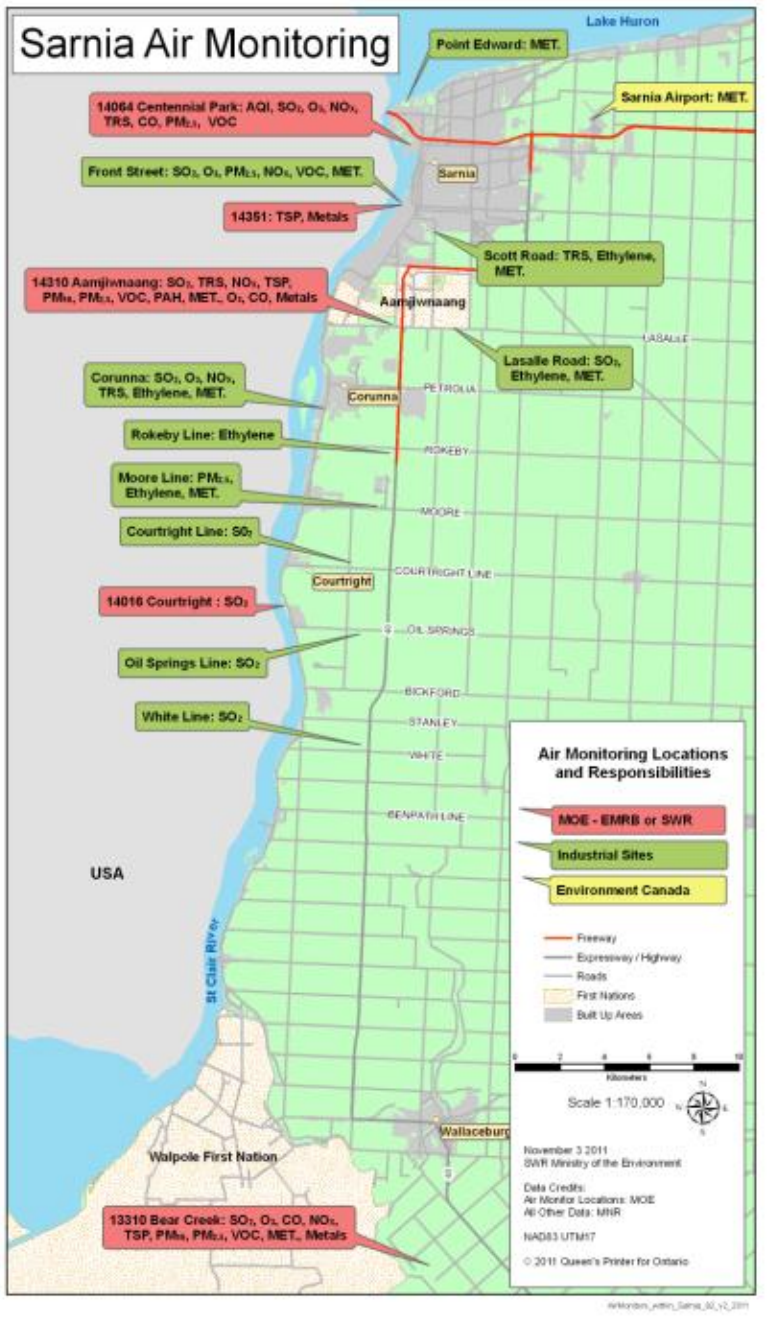 Sarnia Air Monitoring
Lake Huron
Point Edward: MET.
Sarnia Airport: MET.
14064 Centennial Park: AQI, SO₂, O₃, NOₓ,
TRS, CO, PM₂.₅, VOC
Front Street: SO₂, O₃, PM₂.₅, NOₓ, VOC, MET.
Sarnia
14351: TSP, Metals
Scott Road: TRS, Ethylene,
MET.
14310 Aamjiwnaang: SO₂, TRS, NOₓ, TSP,
PM₁₀, PM₂.₅, VOC, PAH, MET., O₃, CO, Metals
Aamjiwnaang
LASALLE
Lasalle Road: SO₂,
Ethylene, MET.
Corunna: SO₂, O₃, NOₓ,
TRS, Ethylene, MET.
PETROLIA
Corunna
Rokeby Line: Ethylene
ROKEBY
Moore Line: PM₂.₅,
Ethylene, MET.
MOORE
Courtright Line: SO₂
COURTRIGHT LINE
Courtright
14016 Courtright : SO₂
OIL SPRINGS
Oil Springs Line: SO₂
BICKFORD
White Line: SO₂
STANLEY
WHITE
BENPATH LINE
USA
St Clair River
Air Monitoring Locations
and Responsibilities
MOE - EMRB or SWR
Industrial Sites
Environment Canada
Freeway
Expressway / Highway
Roads
First Nations
Built Up Areas
0 2 4 6 8 10
Kilometers
Scale 1:170,000
N
E
S
Wallaceburg
Walpole First Nation
13310 Bear Creek: SO₂, O₃, CO, NOₓ,
TSP, PM₁₀, PM₂.₅, VOC, MET., Metals
November 3 2011
SWR Ministry of the Environment
Data Credits:
Air Monitor Locations: MOE
All Other Data: MNR
NAD83 UTM17
© 2011 Queen's Printer for Ontario